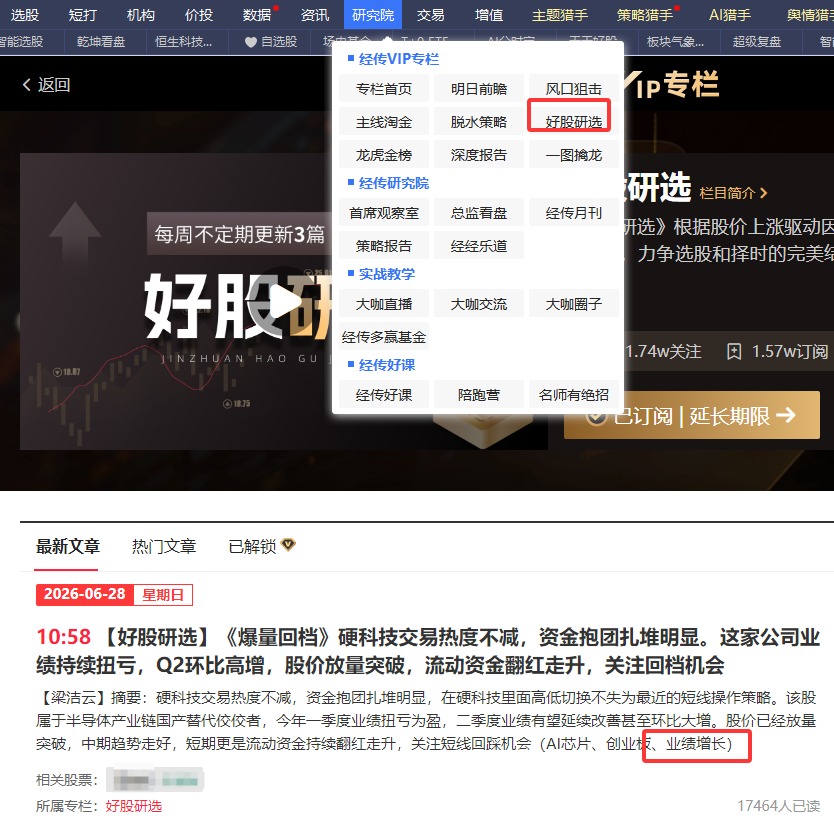 选股 短打 机构 价投 数据 资讯 研究院 交易 增值 主题猎手 策略猎手 AI猎手 舆情猎手
智能选股 乾坤看盘 恒生科技... 自选股 板块气象... 超级复盘
返回
经传VIP专栏
VIP专栏
专栏首页 明日前瞻 风口狙击
主线淘金 脱水策略 好股研选
龙虎金榜 深度报告 一图擒龙
经传研究院
首席观察室 总监看盘 经传月刊
策略报告 经经乐道
实战教学
大咖直播 大咖交流 大咖圈子
经传多赢基金
经传好课
经传好课 陪跑营 名师有绝招
研选 栏目简介
研选》根据股价上涨驱动因
力争选股和择时的完美结
1.74w关注 1.57w订阅
已订阅 | 延长期限
每周不定期更新3篇
好股研
JINZHUAN HAO GU
18.87
18.75
最新文章 热门文章 已解锁
2026-06-28 星期日
10:58 【好股研选】《爆量回档》硬科技交易热度不减，资金抱团扎堆明显。这家公司业
绩持续扭亏，Q2环比高增，股价放量突破，流动资金翻红走升，关注回档机会
【梁洁云】摘要：硬科技交易热度不减，资金抱团扎堆明显，在硬科技里面高低切换不失为最近的短线操作策略。该股
属于半导体产业链国产替代佼佼者，今年一季度业绩扭亏为盈，二季度业绩有望延续改善甚至环比大增。股价已经放量
突破，中期趋势走好，短期更是流动资金持续翻红走升，关注短线回踩机会（AI芯片、创业板、业绩增长）
相关股票：
所属专栏：好股研选 17464人已读